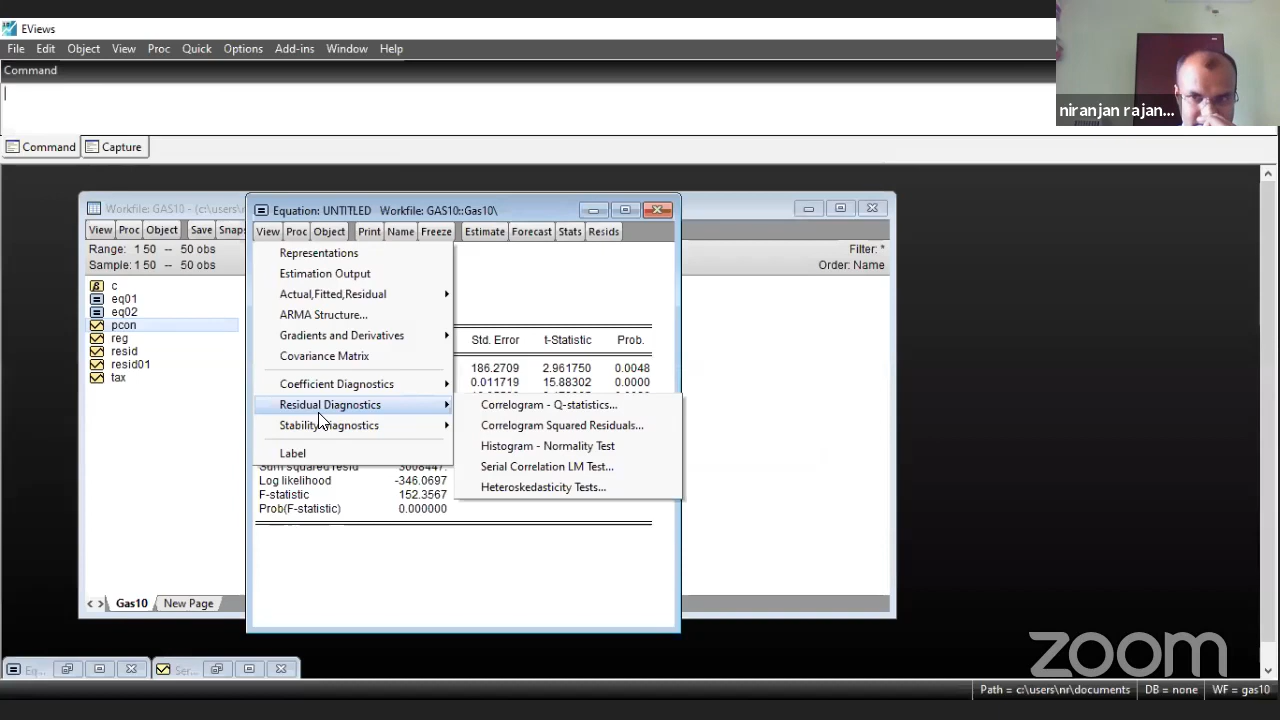 EViews
File Edit Object View Proc Quick Options Add-ins Window Help
Command
niranjan rajan...
Command Capture
Workfile: GAS10 - (c:\users\
View Proc Object Save
Range: 1 50 -- 50 obs
Sample: 1 50 -- 50 obs
Filter: *
Order: Name
c
eq01
eq02
pcon
reg
resid
resid01
tax
Equation: UNTITLED Workfile: GAS10::Gas10\
View Proc Object Print Name Freeze Estimate Forecast Stats Resids
Representations
Estimation Output
Actual,Fitted,Residual
ARMA Structure...
Gradients and Derivatives
Covariance Matrix
Coefficient Diagnostics
Residual Diagnostics
Stability Diagnostics
Label
Std. Error t-Statistic Prob.
186.2709 2.961750 0.0048
0.011719 15.88302 0.0000
Correlogram - Q-statistics...
Correlogram Squared Residuals...
Histogram - Normality Test
Serial Correlation LM Test...
Heteroskedasticity Tests...
Sum squared resid 3008447.
Log likelihood -346.0697
F-statistic 152.3567
Prob(F-statistic) 0.000000
Gas10 New Page
zoom
Path = c:\users\nr\documents DB = none WF = gas10